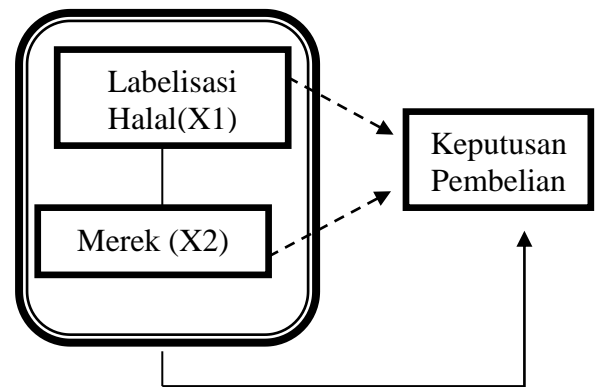 Labelisasi
Halal(X1)
Merek (X2)
Keputusan
Pembelian